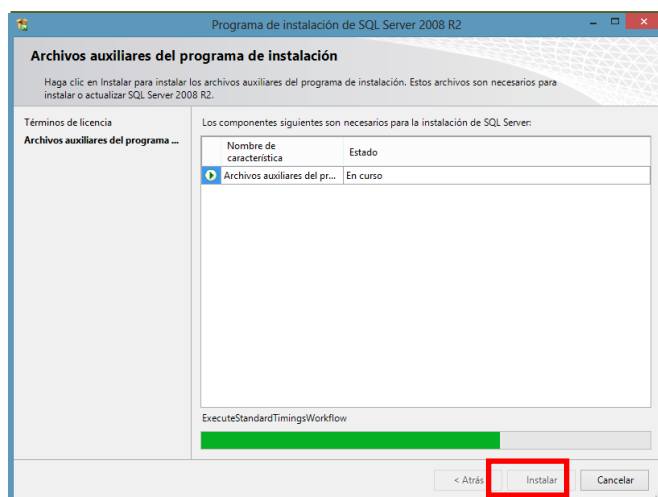 Programa de instalación de SQL Server 2008 R2
Archivos auxiliares del programa de instalación
Haga clic en Instalar para instalar los archivos auxiliares del programa de instalación. Estos archivos son necesarios para
instalar o actualizar SQL Server 2008 R2.
Términos de licencia
Archivos auxiliares del programa ...
Los componentes siguientes son necesarios para la instalación de SQL Server:
Nombre de
característica
Estado
Archivos auxiliares del pr...
En curso
ExecuteStandardTimingsWorkflow
< Atrás
Instalar
Cancelar